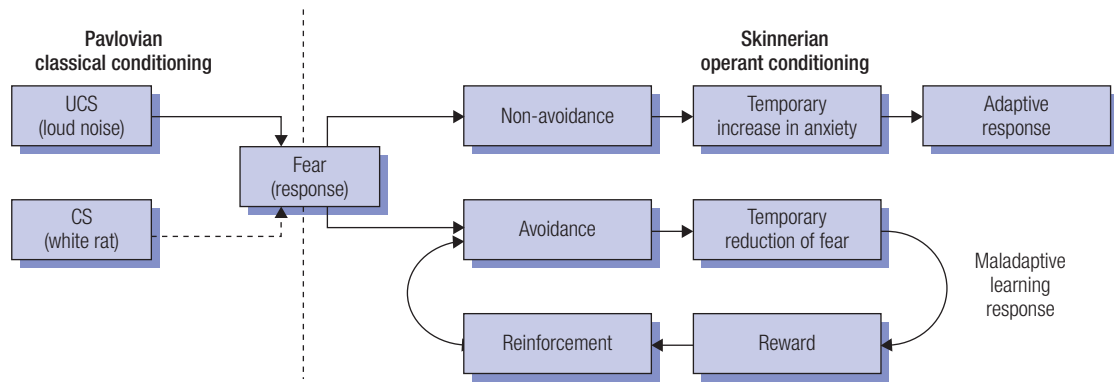 Pavlovian
classical conditioning
Skinnerian
operant conditioning
UCS
(loud noise)
Non-avoidance
Temporary
increase in anxiety
Adaptive
response
Fear
(response)
CS
(white rat)
Avoidance
Temporary
reduction of fear
Maladaptive
learning
response
Reinforcement
Reward